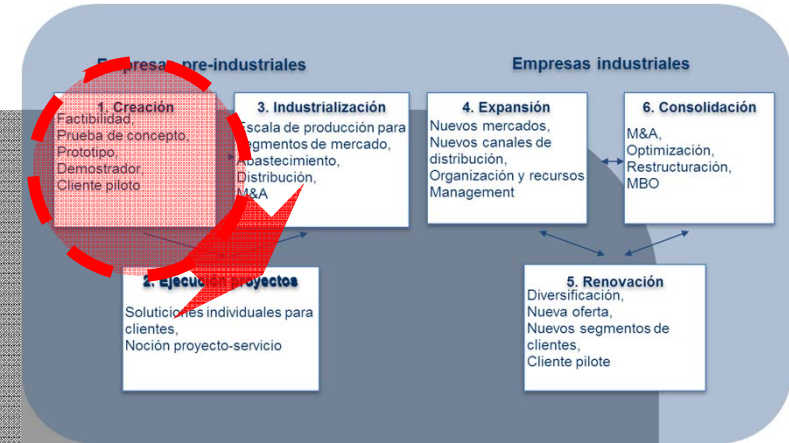 Empresas pre-industriales
Empresas industriales
1. Creación
Factibilidad,
Prueba de concepto,
Prototipo,
Demostrador,
Cliente piloto
3. Industrialización
Escala de producción para
segmentos de mercado,
Abastecimiento,
Distribución,
M&A
4. Expansión
Nuevos mercados,
Nuevos canales de
distribución,
Organización y recursos
Management
6. Consolidación
M&A,
Optimización,
Restructuración,
MBO
2. Ejecución proyectos
Soluticiones individuales para
clientes,
Noción proyecto-servicio
5. Renovación
Diversificación,
Nueva oferta,
Nuevos segmentos de
clientes,
Cliente pilote